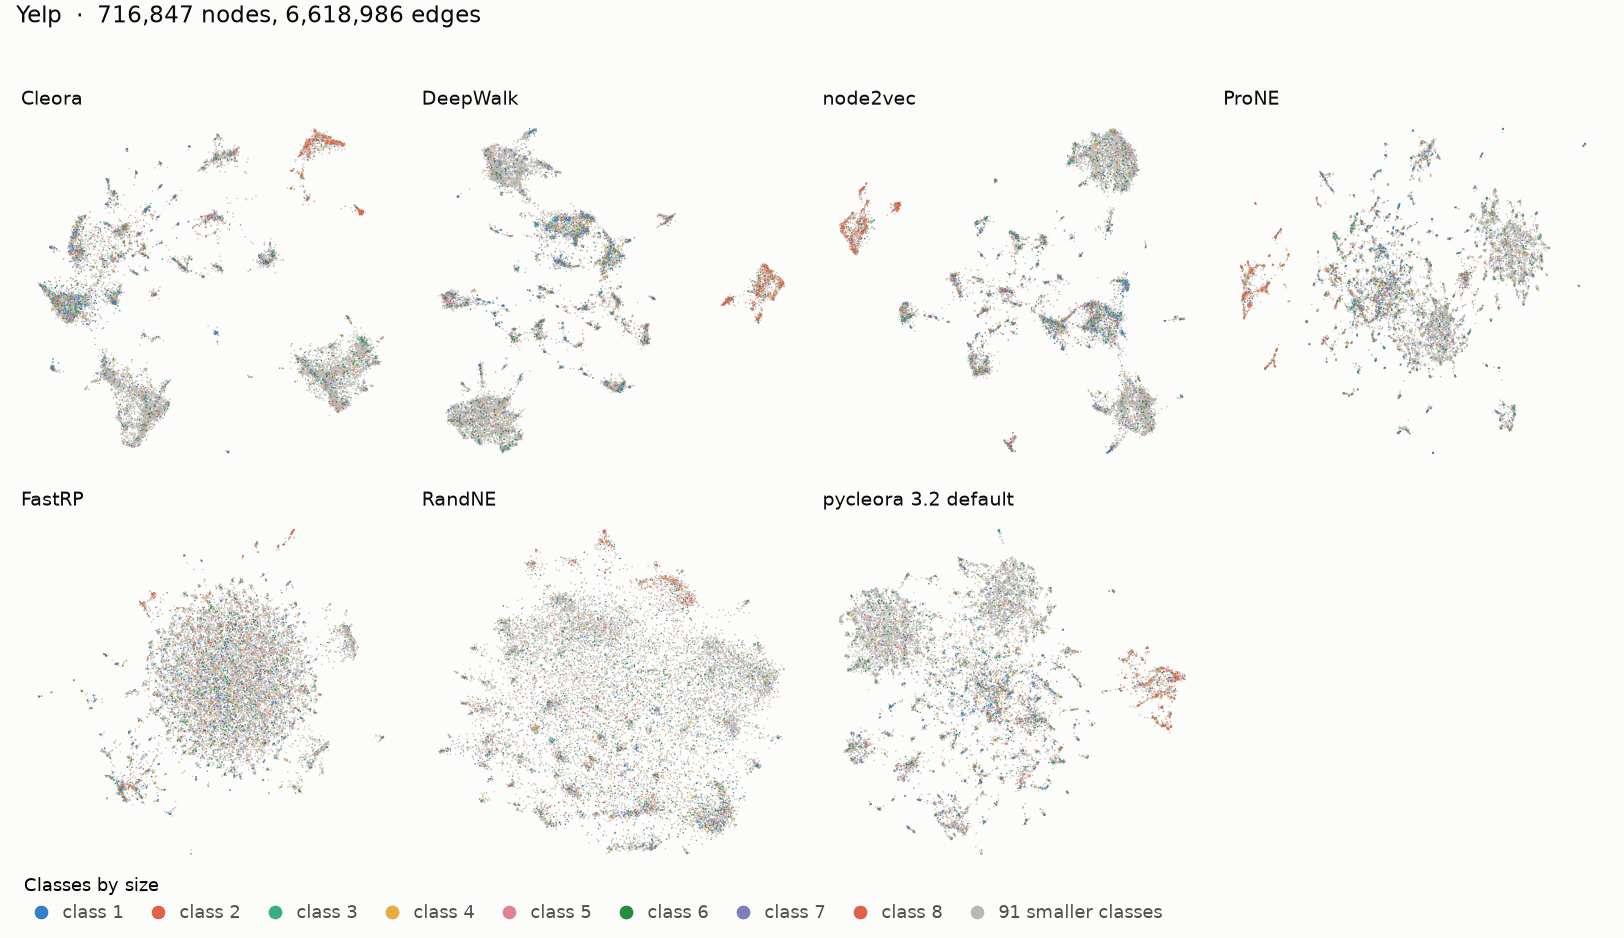 Yelp · 716,847 nodes, 6,618,986 edges
Cleora
DeepWalk
node2vec
ProNE
FastRP
RandNE
pycleora 3.2 default
Classes by size
class 1 class 2 class 3 class 4 class 5 class 6 class 7 class 8 91 smaller classes